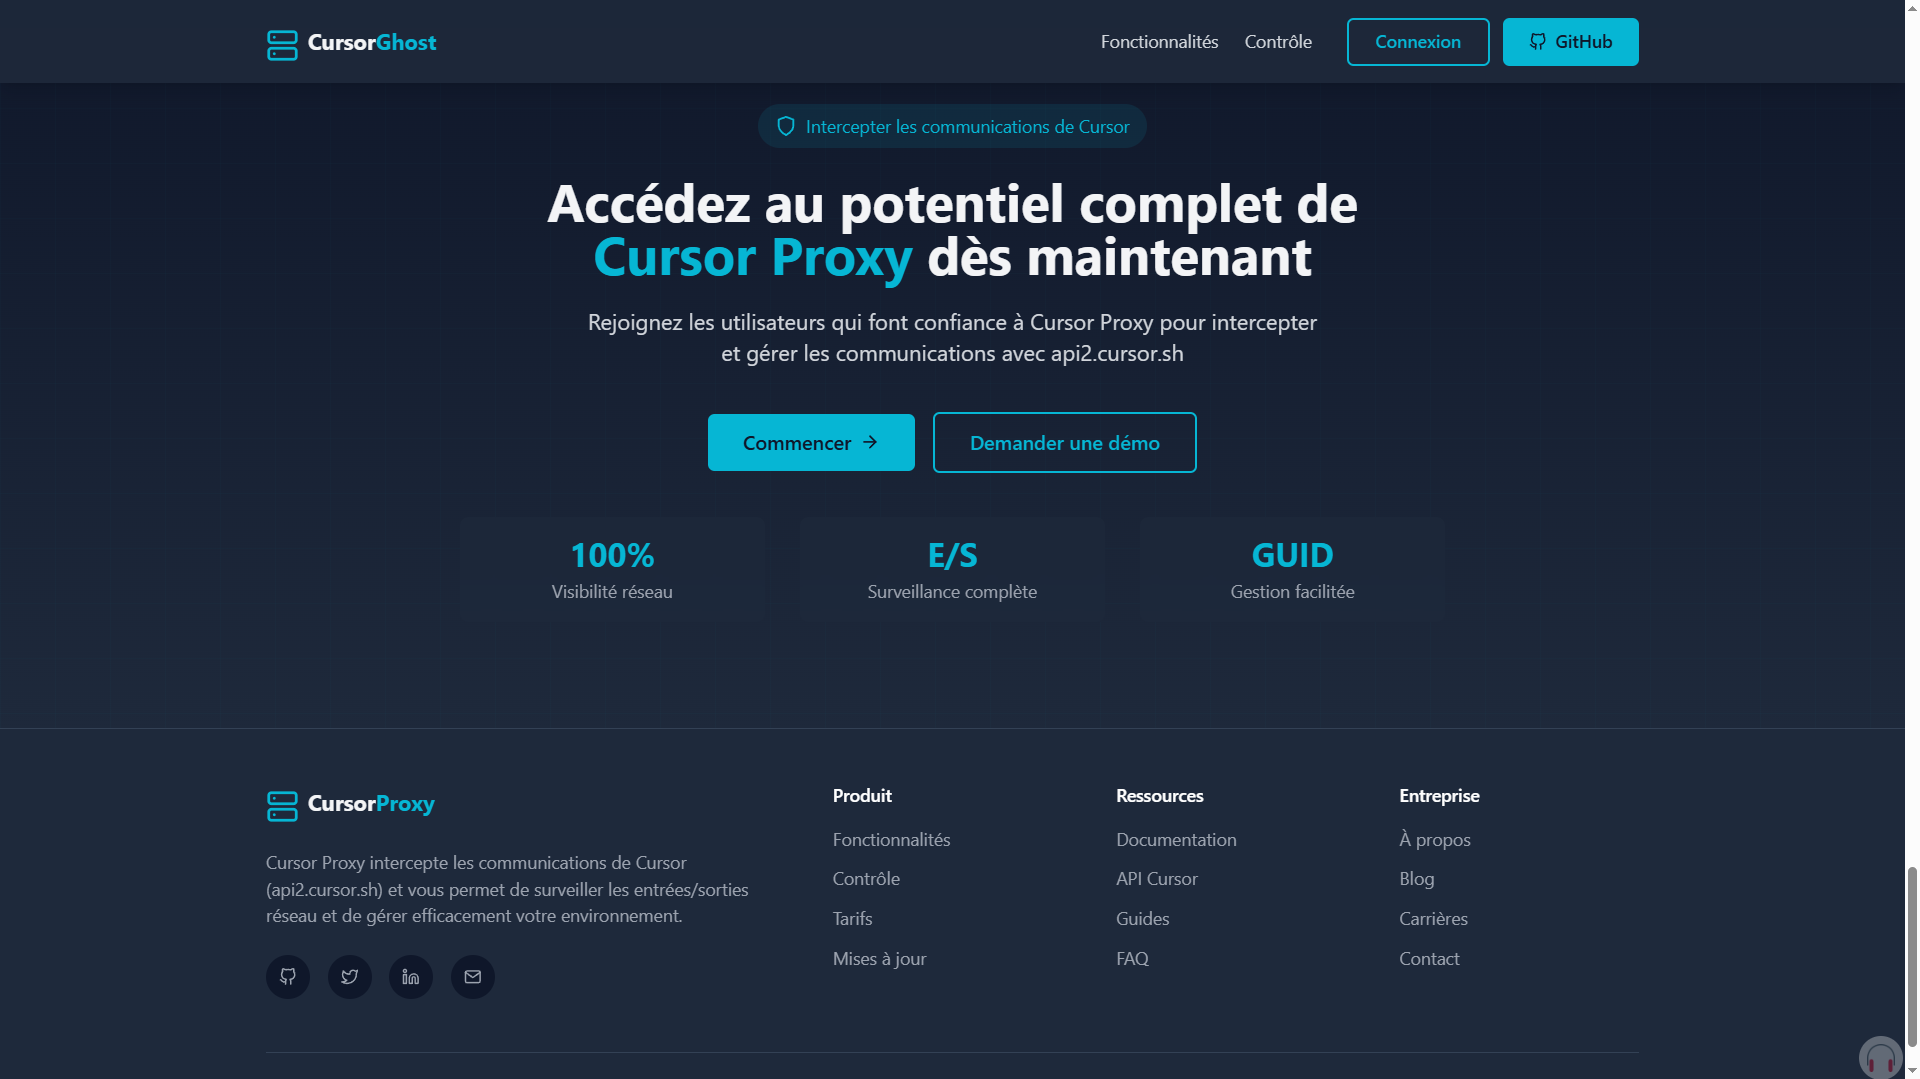 CursorGhost
Fonctionnalités
Contrôle
Connexion
GitHub
Intercepter les communications de Cursor
Accédez au potentiel complet de
Cursor Proxy dès maintenant
Rejoignez les utilisateurs qui font confiance à Cursor Proxy pour intercepter
et gérer les communications avec api2.cursor.sh
Commencer
Demander une démo
100%
Visibilité réseau
E/S
Surveillance complète
GUID
Gestion facilitée
CursorProxy
Cursor Proxy intercepte les communications de Cursor
(api2.cursor.sh) et vous permet de surveiller les entrées/sorties
réseau et de gérer efficacement votre environnement.
Produit
Fonctionnalités
Contrôle
Tarifs
Mises à jour
Ressources
Documentation
API Cursor
Guides
FAQ
Entreprise
À propos
Blog
Carrières
Contact